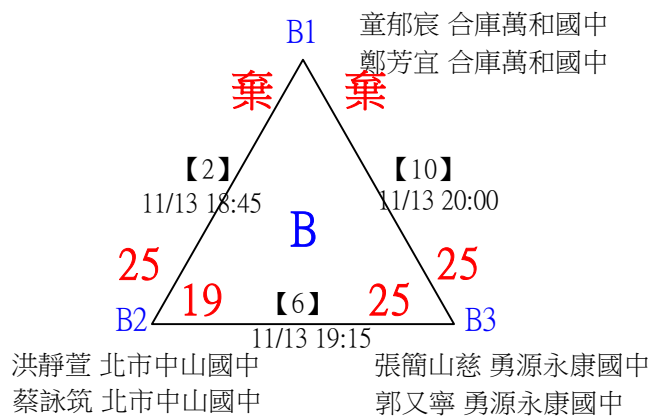 B1
童郁宸 合庫萬和國中
鄭芳宜 合庫萬和國中
棄 棄
【2】 【10】
11/13 18:45 11/13 20:00
B
25 25
19 【6】 25
B2 B3
11/13 19:15
洪靜萱 北市中山國中 張簡山慈 勇源永康國中
蔡詠筑 北市中山國中 郭又寧 勇源永康國中